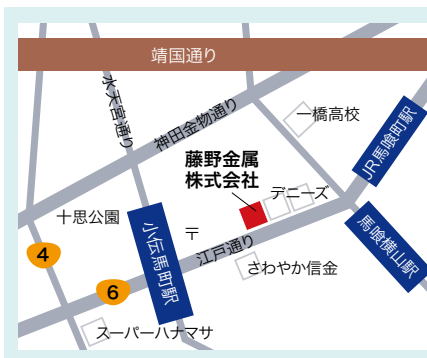 靖国通り
水天宮通り
神田金物通り
一橋高校
JR馬喰町駅
藤野金属
株式会社
デニーズ
十思公園
小伝馬町駅
〒
江戸通り
馬喰横山駅
4
さわやか信金
6
スーパーハナマサ